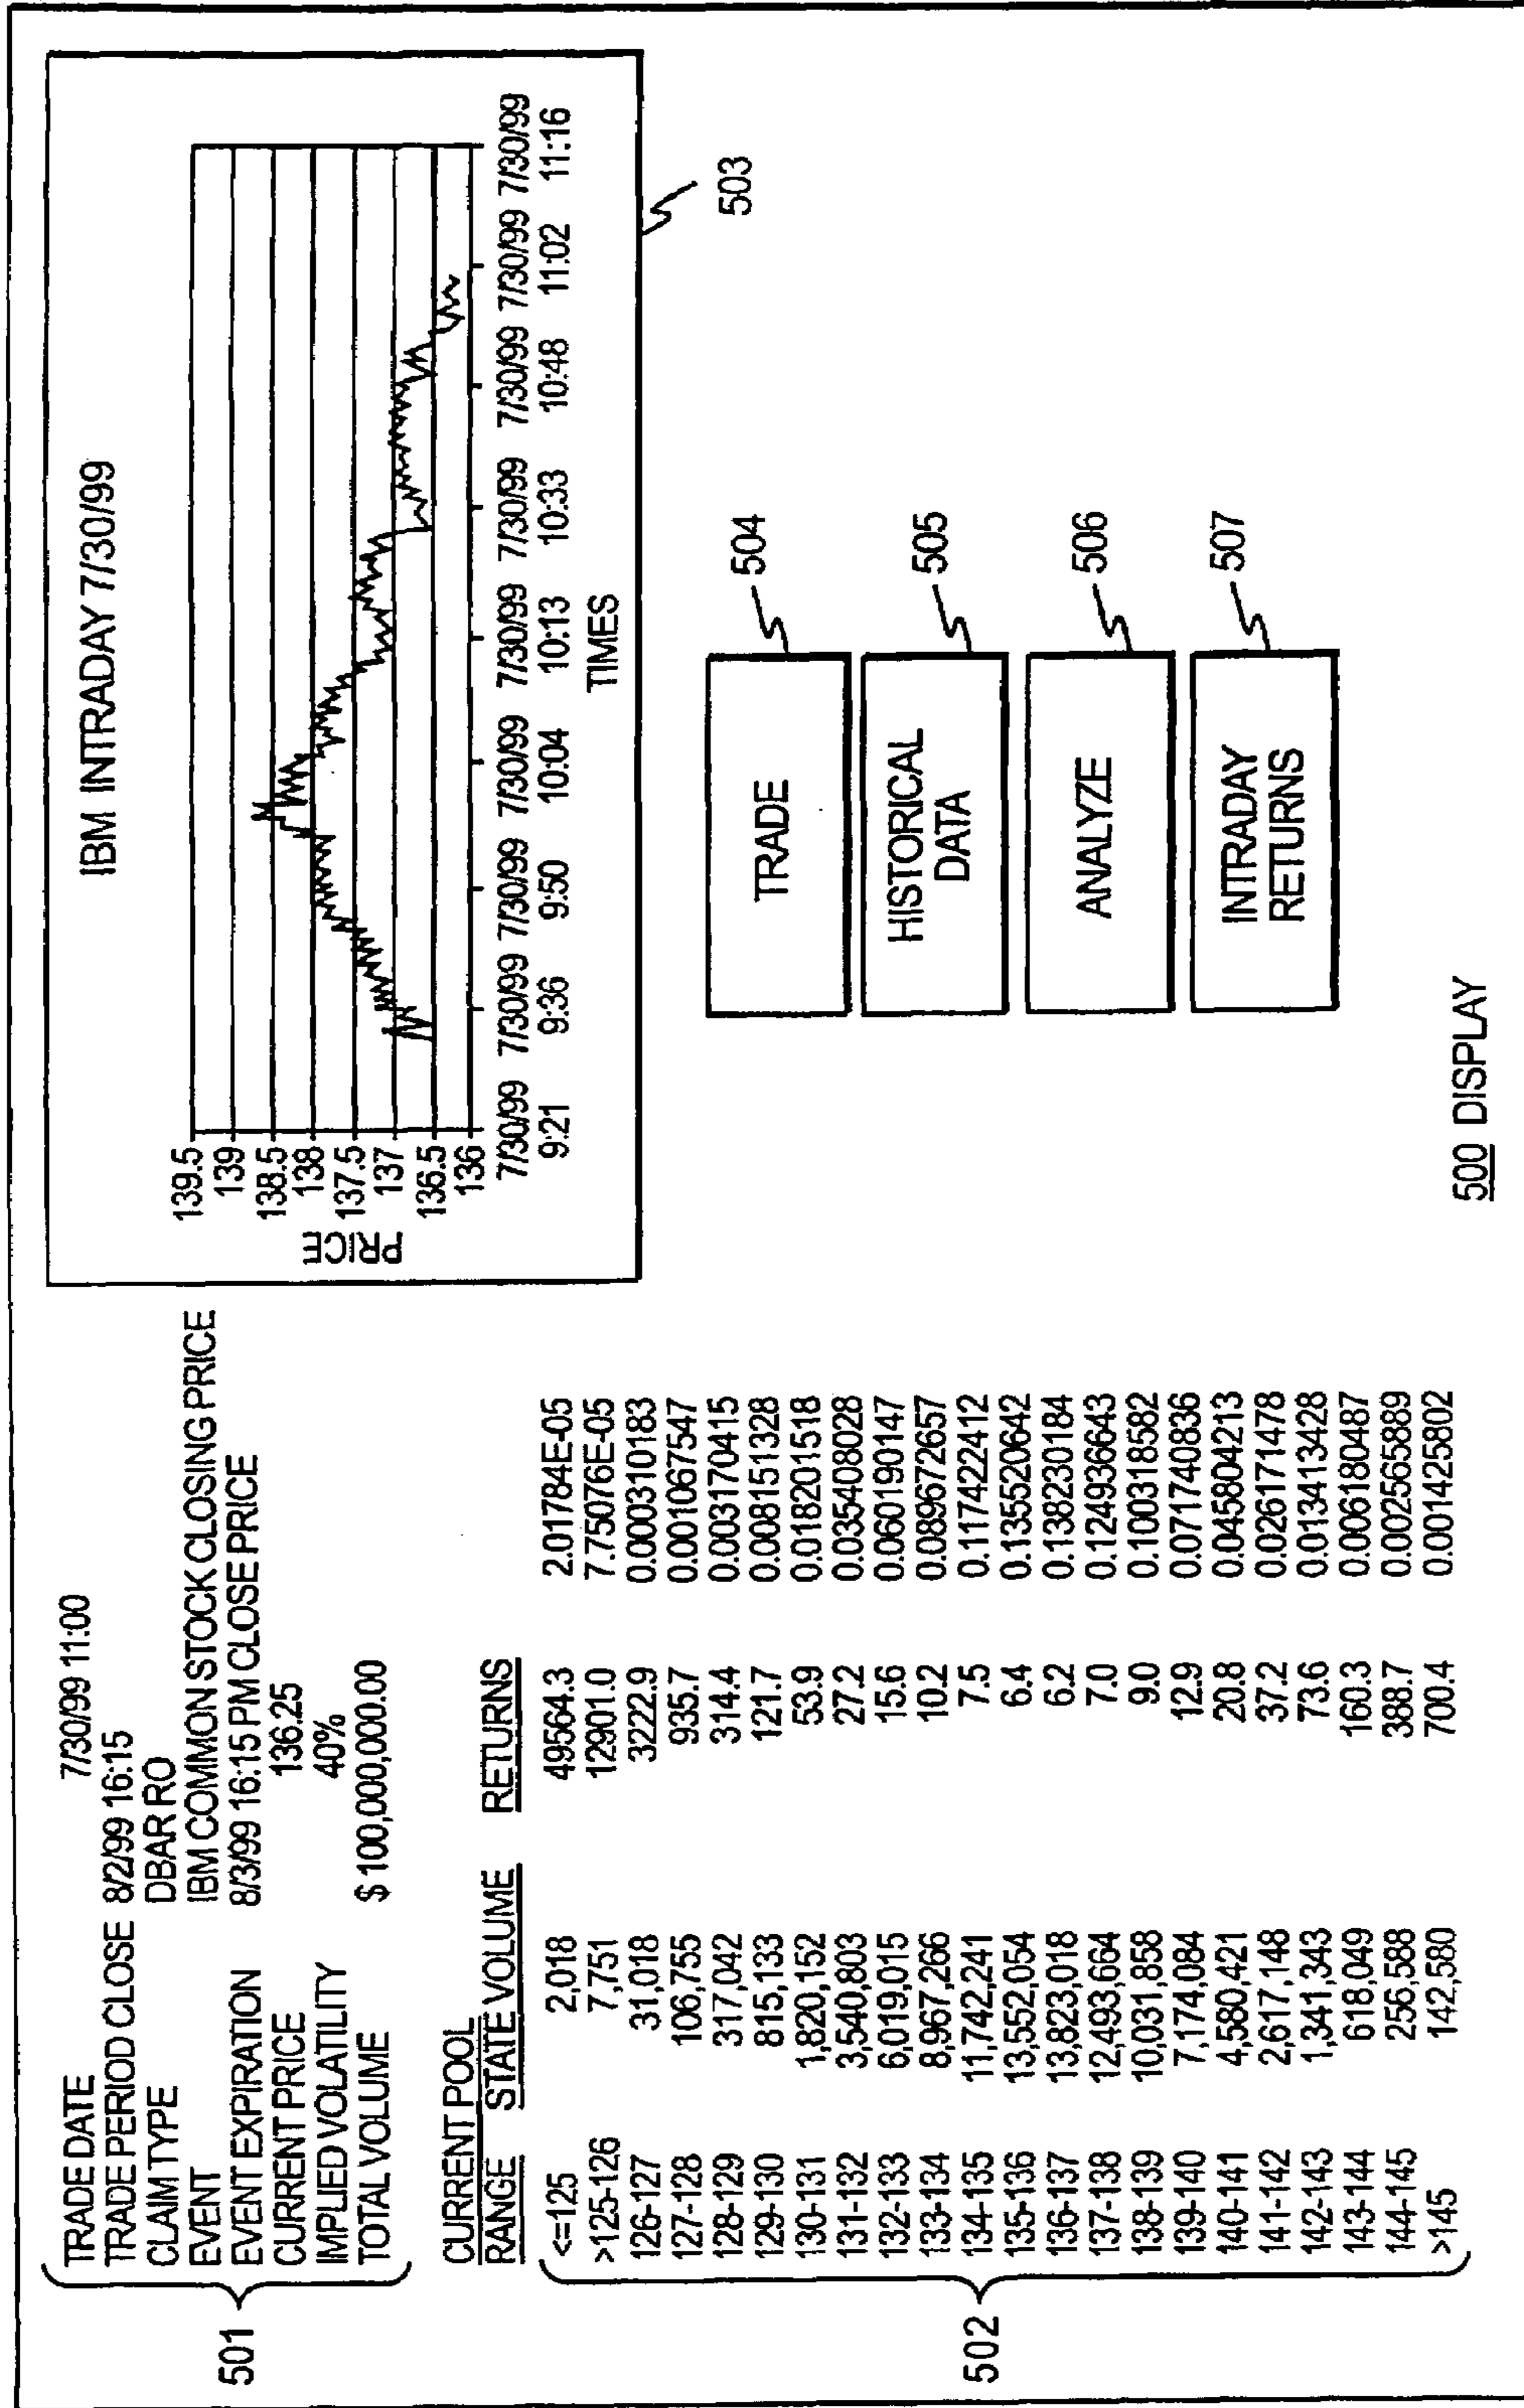 TRADE DATE 7/30/99 11:00
TRADE PERIOD CLOSE 8/2/99 16:15
CLAIM TYPE DBAR RO
EVENT IBM COMMON STOCK CLOSING PRICE
EVENT EXPIRATION 8/3/99 16:15 PM CLOSE PRICE
CURRENT PRICE 136.25
IMPLIED VOLATILITY 40%
TOTAL VOLUME $ 100,000,000.00
501
CURRENT POOL
RANGE STATE VOLUME RETURNS
<=125 2,018 49564.3 2.01784E-05
>125-126 7,751 12901.0 7.75076E-05
126-127 31,018 3222.9 0.000310183
127-128 106,755 935.7 0.001067547
128-129 317,042 314.4 0.003170415
129-130 815,133 121.7 0.008151328
130-131 1,820,152 53.9 0.018201518
131-132 3,540,803 27.2 0.035408028
132-133 6,019,015 15.6 0.060190147
133-134 8,967,266 10.2 0.089672657
134-135 11,742,241 7.5 0.117422412
135-136 13,552,054 6.4 0.135520642
136-137 13,823,018 6.2 0.138230184
137-138 12,493,664 7.0 0.124936643
138-139 10,031,858 9.0 0.100318582
139-140 7,174,084 12.9 0.071740836
140-141 4,580,421 20.8 0.045804213
141-142 2,617,148 37.2 0.026171478
142-143 1,341,343 73.6 0.013413428
143-144 618,049 160.3 0.006180487
144-145 256,588 388.7 0.002565889
>145 142,580 700.4 0.001425802
502
IBM INTRADAY 7/30/99
PRICE
139.5
139
138.5
138
137.5
137
136.5
136
7/30/99 7/30/99 7/30/99 7/30/99 7/30/99 7/30/99 7/30/99 7/30/99 7/30/99
9:21 9:36 9:50 10:04 10:13 10:33 10:48 11:02 11:16
TIMES
503
TRADE
504
HISTORICAL
DATA
505
ANALYZE
506
INTRADAY
RETURNS
507
500 DISPLAY